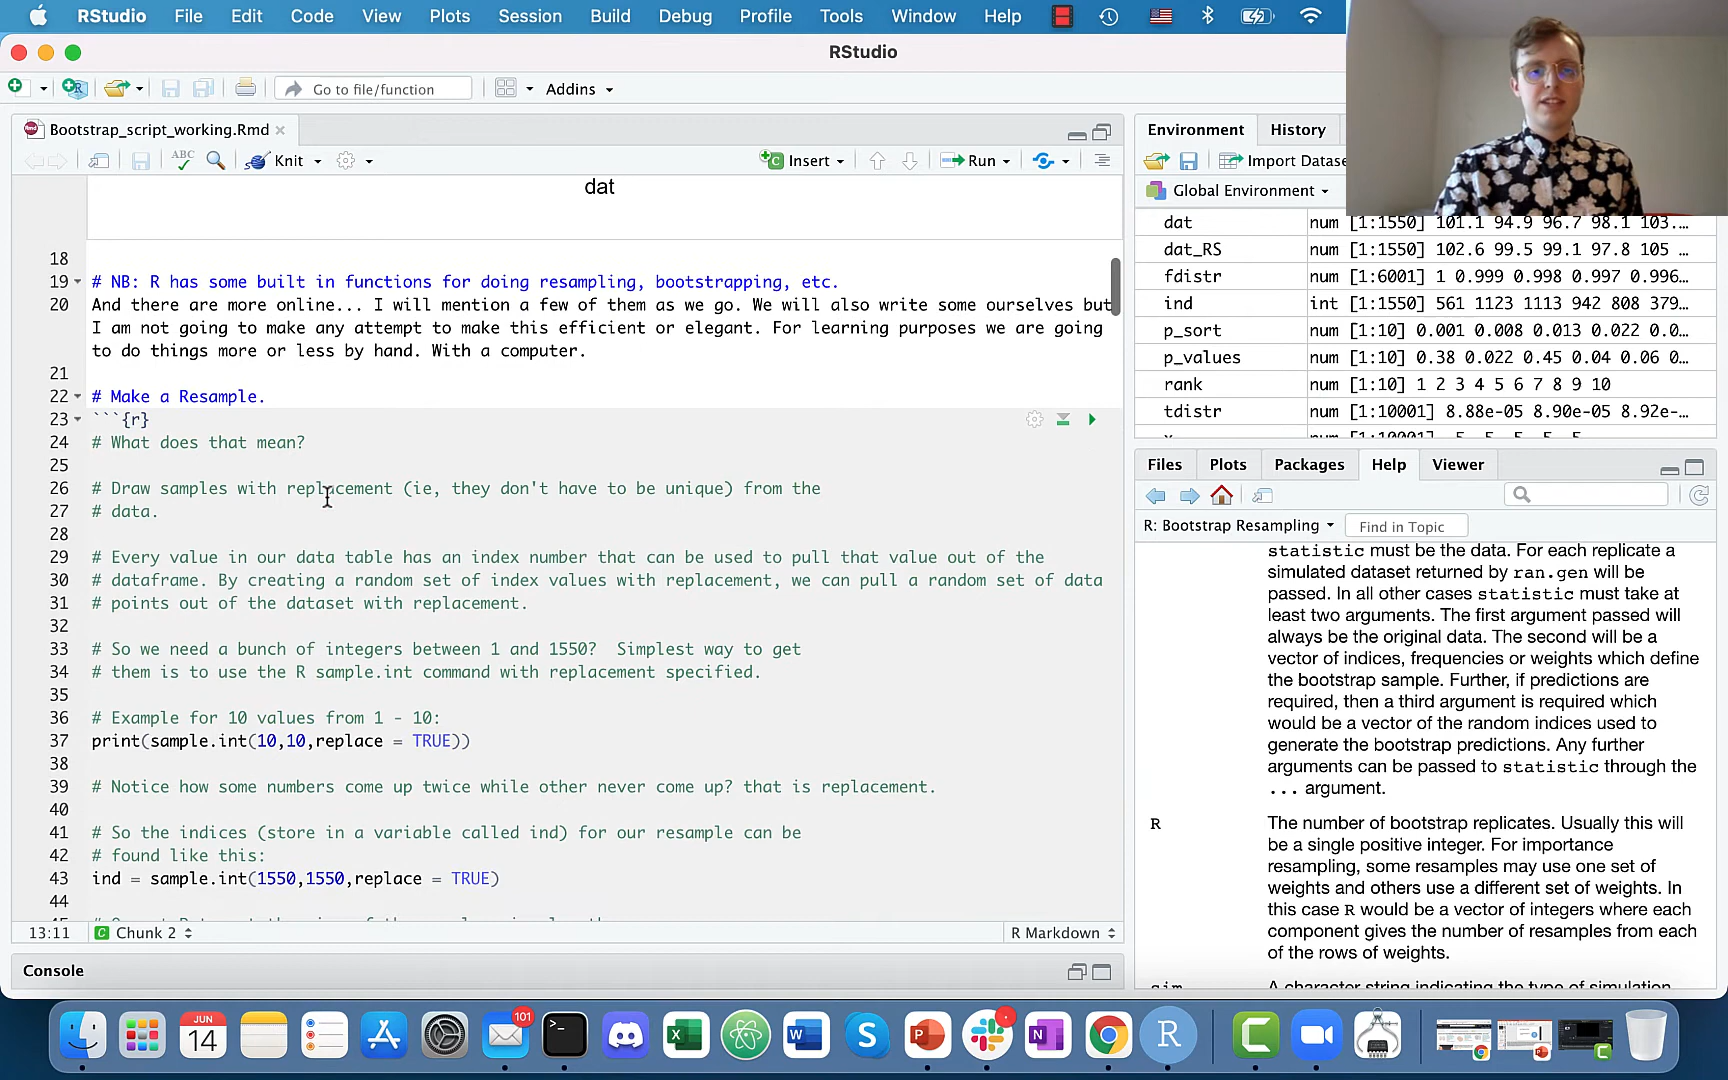 RStudio File Edit Code View Plots Session Build Debug Profile Tools Window Help
RStudio
Go to file/function Addins
Bootstrap_script_working.Rmd
ABC Knit Insert Run
dat
18
19 # NB: R has some built in functions for doing resampling, bootstrapping, etc.
20 And there are more online... I will mention a few of them as we go. We will also write some ourselves but
I am not going to make any attempt to make this efficient or elegant. For learning purposes we are going
to do things more or less by hand. With a computer.
21
22 # Make a Resample.
23 ```{r}
24 # What does that mean?
25
26 # Draw samples with replacement (ie, they don't have to be unique) from the
27 # data.
28
29 # Every value in our data table has an index number that can be used to pull that value out of the
30 # dataframe. By creating a random set of index values with replacement, we can pull a random set of data
31 # points out of the dataset with replacement.
32
33 # So we need a bunch of integers between 1 and 1550?  Simplest way to get
34 # them is to use the R sample.int command with replacement specified.
35
36 # Example for 10 values from 1 - 10:
37 print(sample.int(10,10,replace = TRUE))
38
39 # Notice how some numbers come up twice while other never come up? that is replacement.
40
41 # So the indices (store in a variable called ind) for our resample can be
42 # found like this:
43 ind = sample.int(1550,1550,replace = TRUE)
44
13:11 Chunk 2 R Markdown
Console
Environment History
Import Datase
Global Environment
dat num [1:1550] 101.1 94.9 96.7 98.1 103.…
dat_RS num [1:1550] 102.6 99.5 99.1 97.8 105 …
fdistr num [1:6001] 1 0.999 0.998 0.997 0.996…
ind int [1:1550] 561 1123 1113 942 808 379…
p_sort num [1:10] 0.001 0.008 0.013 0.022 0.0…
p_values num [1:10] 0.38 0.022 0.45 0.04 0.06 0…
rank num [1:10] 1 2 3 4 5 6 7 8 9 10
tdistr num [1:10001] 8.88e-05 8.90e-05 8.92e-…
Files Plots Packages Help Viewer
R: Bootstrap Resampling Find in Topic
statistic must be the data. For each replicate a
simulated dataset returned by ran.gen will be
passed. In all other cases statistic must take at
least two arguments. The first argument passed will
always be the original data. The second will be a
vector of indices, frequencies or weights which define
the bootstrap sample. Further, if predictions are
required, then a third argument is required which
would be a vector of the random indices used to
generate the bootstrap predictions. Any further
arguments can be passed to statistic through the
... argument.
R The number of bootstrap replicates. Usually this will
be a single positive integer. For importance
resampling, some resamples may use one set of
weights and others use a different set of weights. In
this case R would be a vector of integers where each
component gives the number of resamples from each
of the rows of weights.
sim A character string indicating the type of simulation
JUN
14
101